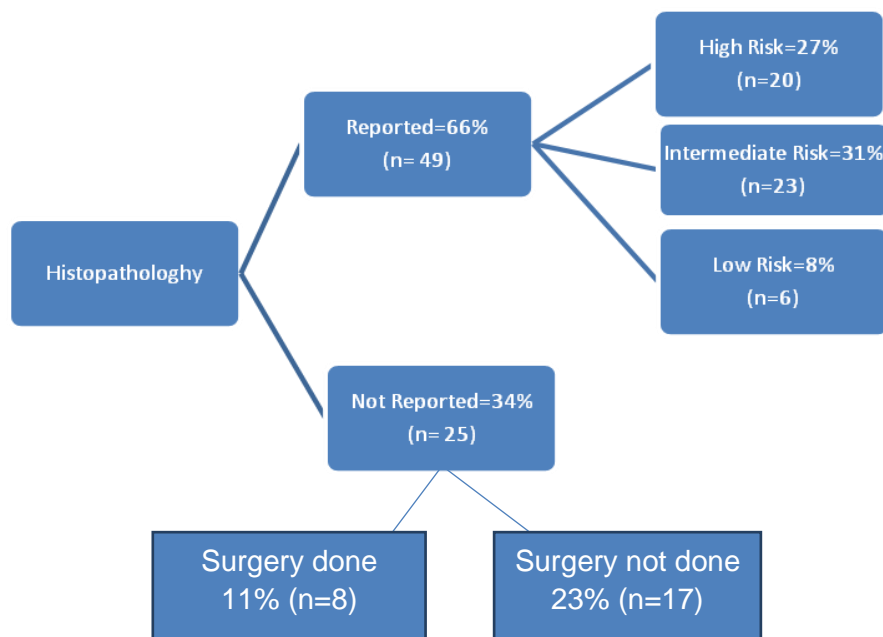 High Risk=27%
(n=20)
Reported=66%
(n= 49)
Intermediate Risk=31%
(n=23)
Low Risk=8%
(n=6)
Histopathologhy
Not Reported=34%
(n= 25)
Surgery done
11% (n=8)
Surgery not done
23% (n=17)